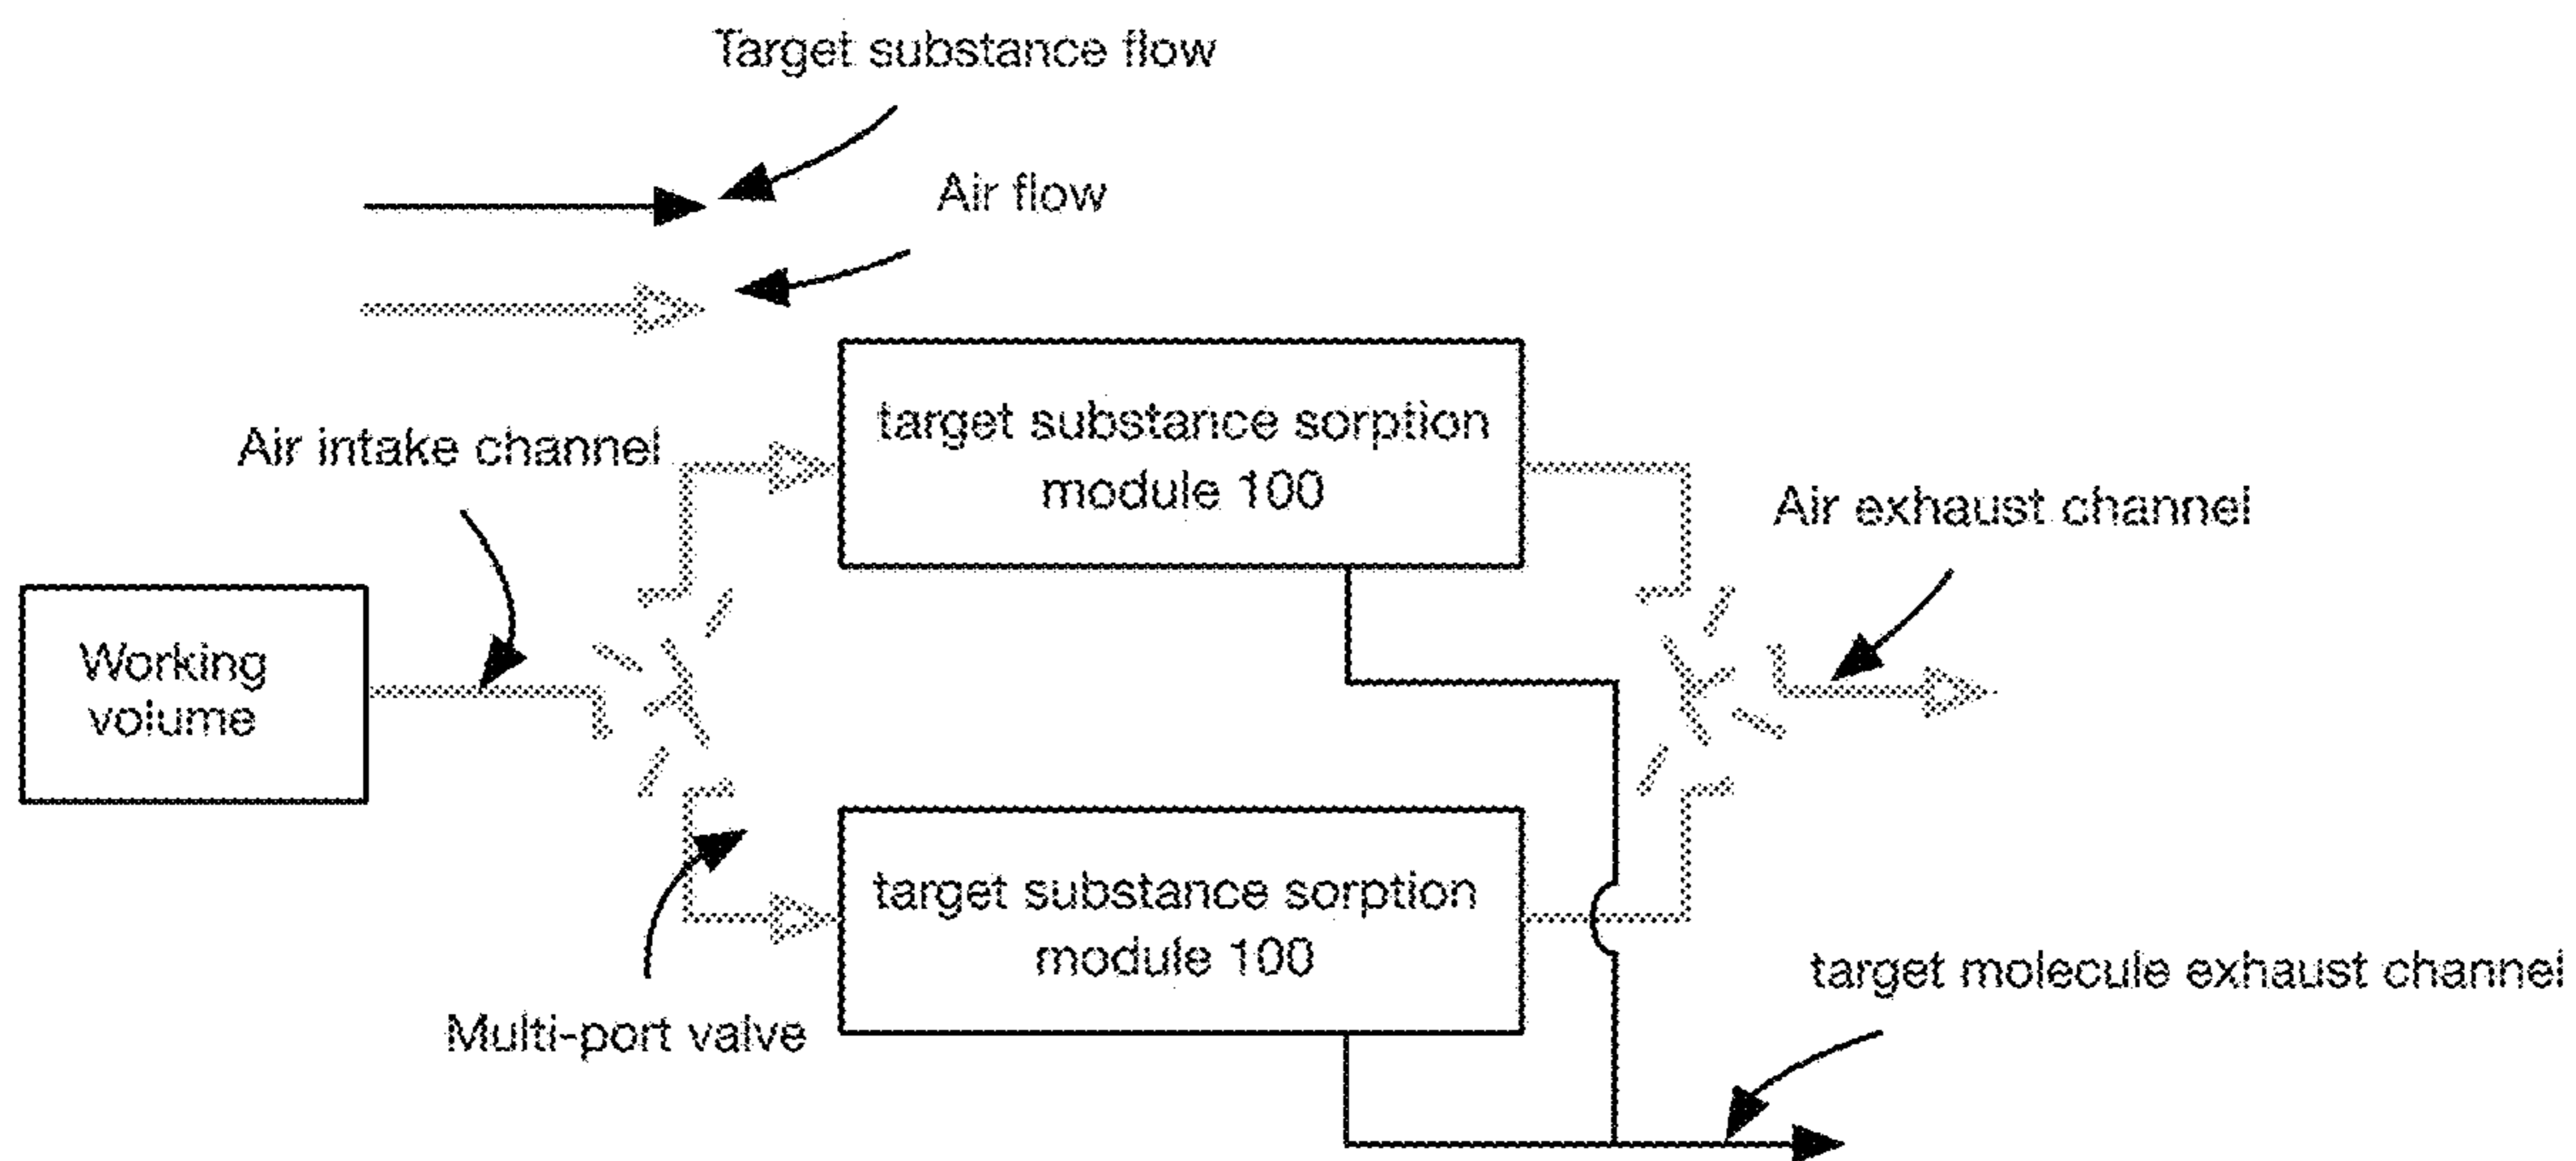 Target substance flow
Air flow
target substance sorption
module 100
Air intake channel
Air exhaust channel
Working
volume
target substance sorption
module 100
target molecule exhaust channel
Multi-port valve